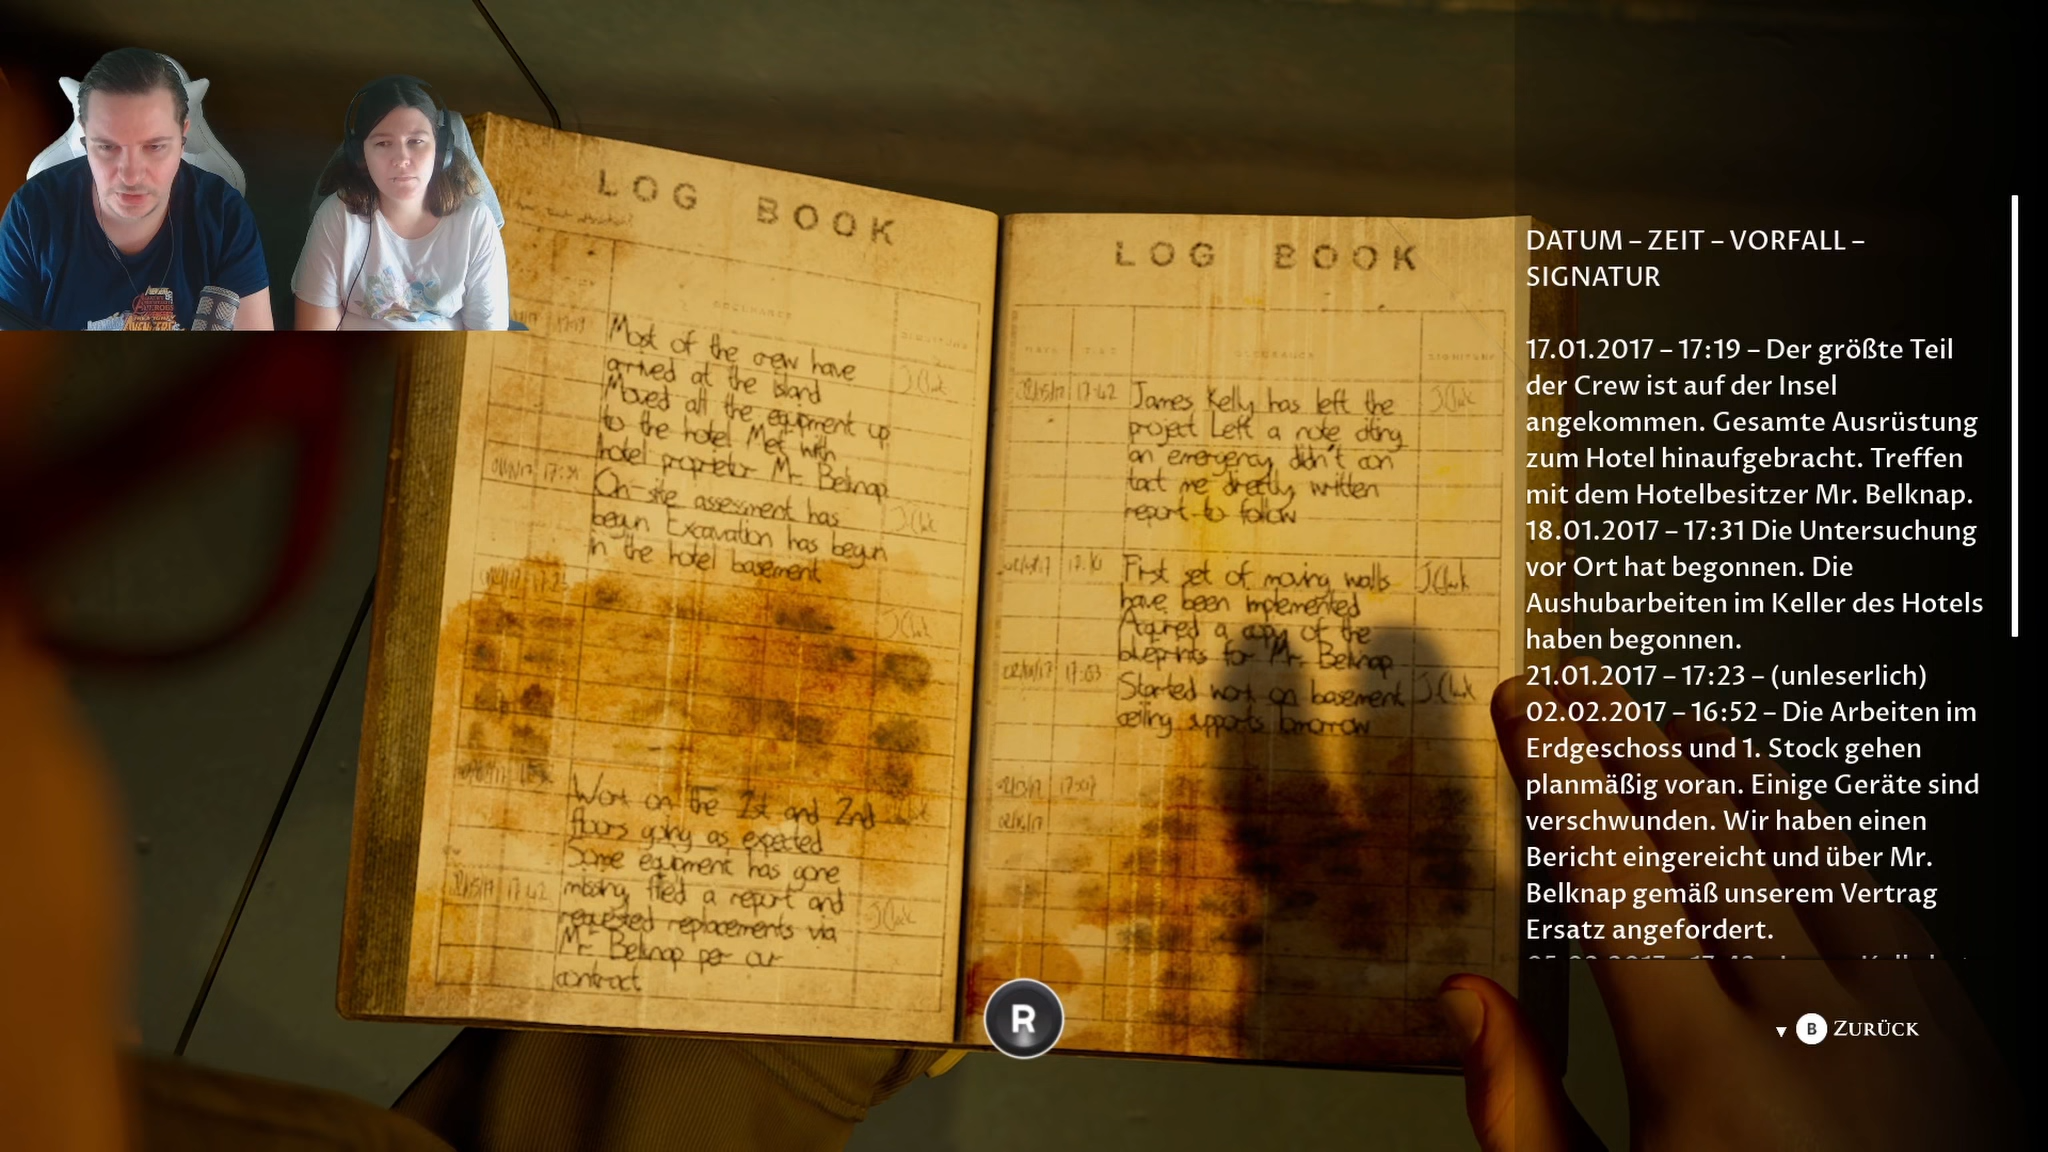 LOG BOOK
Most of the crew have
arrived at the Island
Moved all the equipment up
to the hotel Met with
hotel proprietor Mr Belknap
On-site assessment has
begun Excavation has begun
in the hotel basement
Work on the 1st and 2nd
floors going as expected
Some equipment has gone
missing, filed a report and
requested replacements via
Mr Belknap per our
contract
LOG BOOK
17:42 James Kelly has left the
project Left a note citing
an emergency, didn't con
tact me directly, written
report to follow
First set of moving walls
have been implemented
Aquired a copy of the
blueprints for Mr Belknap
17:03 Started work on basement
ceiling supports tomorrow
R
DATUM – ZEIT – VORFALL –
SIGNATUR
17.01.2017 – 17:19 – Der größte Teil
der Crew ist auf der Insel
angekommen. Gesamte Ausrüstung
zum Hotel hinaufgebracht. Treffen
mit dem Hotelbesitzer Mr. Belknap.
18.01.2017 – 17:31 Die Untersuchung
vor Ort hat begonnen. Die
Aushubarbeiten im Keller des Hotels
haben begonnen.
21.01.2017 – 17:23 – (unleserlich)
02.02.2017 – 16:52 – Die Arbeiten im
Erdgeschoss und 1. Stock gehen
planmäßig voran. Einige Geräte sind
verschwunden. Wir haben einen
Bericht eingereicht und über Mr.
Belknap gemäß unserem Vertrag
Ersatz angefordert.
B ZURÜCK